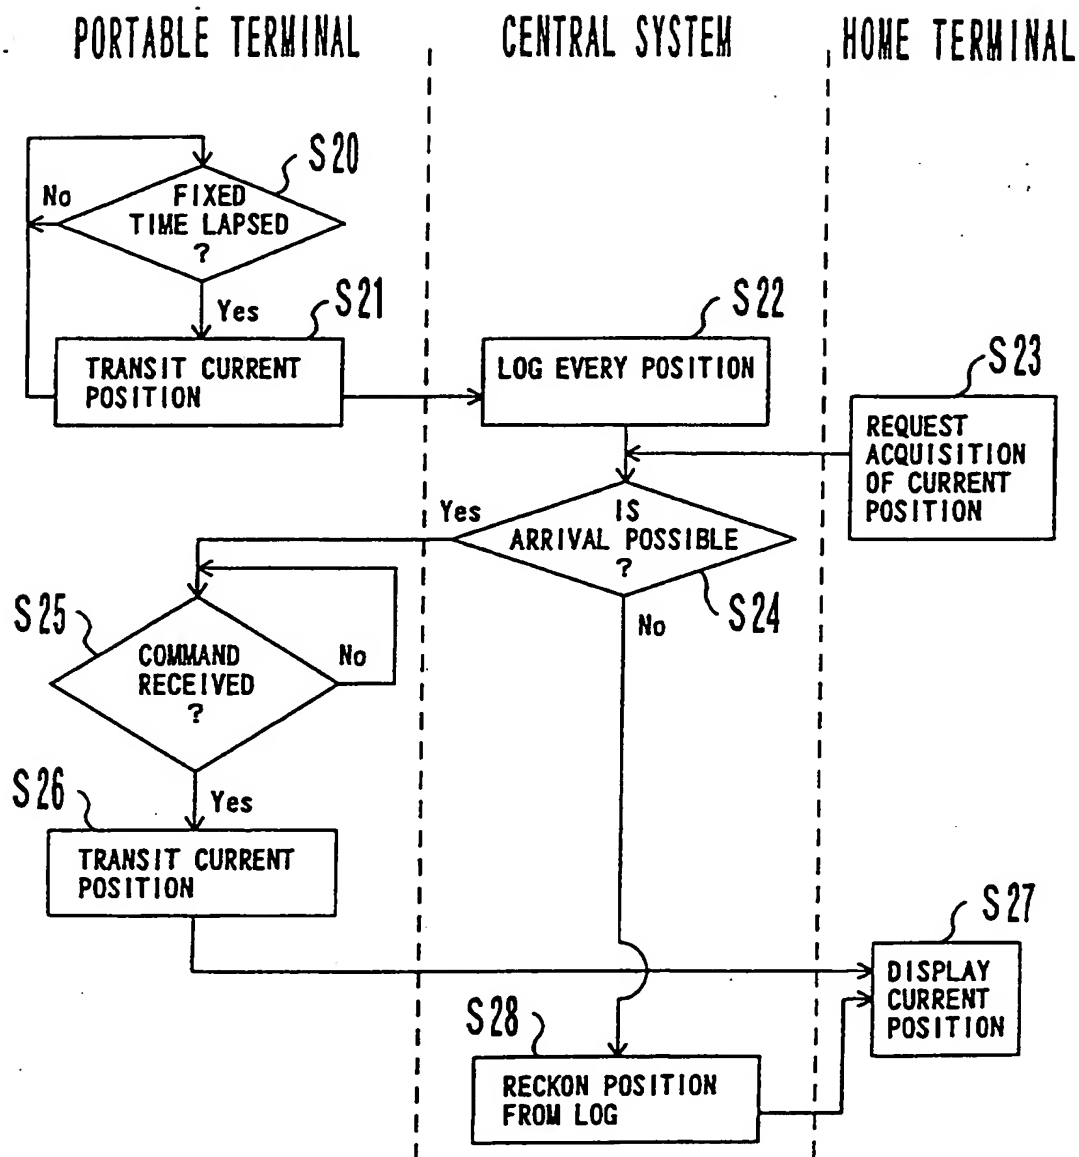 PORTABLE TERMINAL
CENTRAL SYSTEM
HOME TERMINAL
S20
No
FIXED
TIME LAPSED
?
Yes
S21
TRANSIT CURRENT
POSITION
S22
LOG EVERY POSITION
S23
REQUEST
ACQUISITION
OF CURRENT
POSITION
Yes
IS
ARRIVAL POSSIBLE
?
S24
No
S25
COMMAND
RECEIVED
?
No
Yes
S26
TRANSIT CURRENT
POSITION
S27
DISPLAY
CURRENT
POSITION
S28
RECKON POSITION
FROM LOG